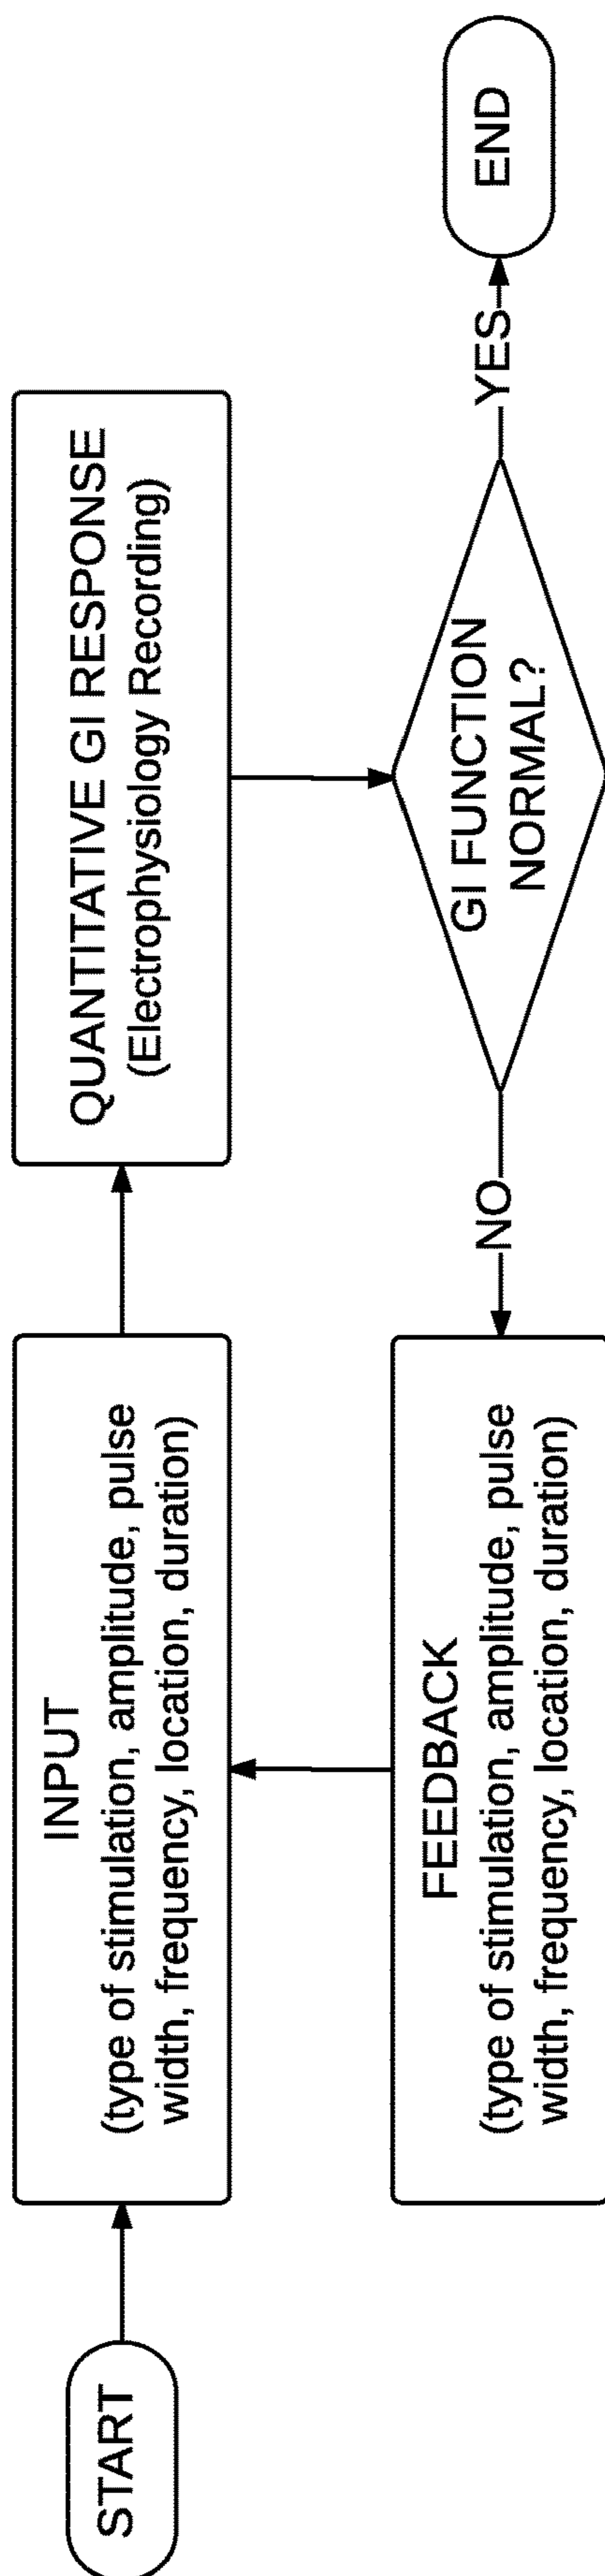 START
INPUT
(type of stimulation, amplitude, pulse
width, frequency, location, duration)
QUANTITATIVE GI RESPONSE
(Electrophysiology Recording)
GI FUNCTION
NORMAL?
YES
END
NO
FEEDBACK
(type of stimulation, amplitude, pulse
width, frequency, location, duration)